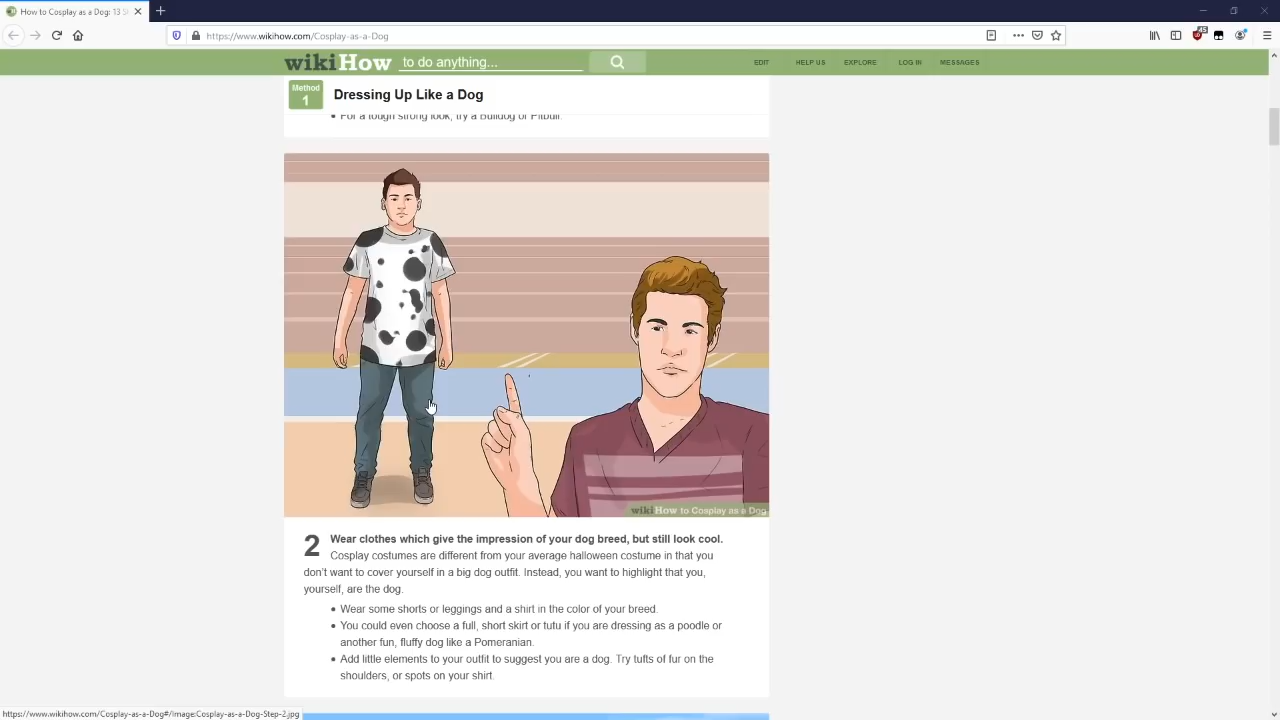 How to Cosplay as a Dog: 13 S
https://www.wikihow.com/Cosplay-as-a-Dog
wikiHow to do anything...
EDIT HELP US EXPLORE LOG IN MESSAGES
Method
1
Dressing Up Like a Dog
For a tough strong look, try a Bulldog or Pitbull.
wikiHow to Cosplay as a Dog
2 Wear clothes which give the impression of your dog breed, but still look cool.
Cosplay costumes are different from your average halloween costume in that you
don't want to cover yourself in a big dog outfit. Instead, you want to highlight that you,
yourself, are the dog.
• Wear some shorts or leggings and a shirt in the color of your breed.
• You could even choose a full, short skirt or tutu if you are dressing as a poodle or
another fun, fluffy dog like a Pomeranian.
• Add little elements to your outfit to suggest you are a dog. Try tufts of fur on the
shoulders, or spots on your shirt.
https://www.wikihow.com/Cosplay-as-a-Dog#/Image:Cosplay-as-a-Dog-Step-2.jpg